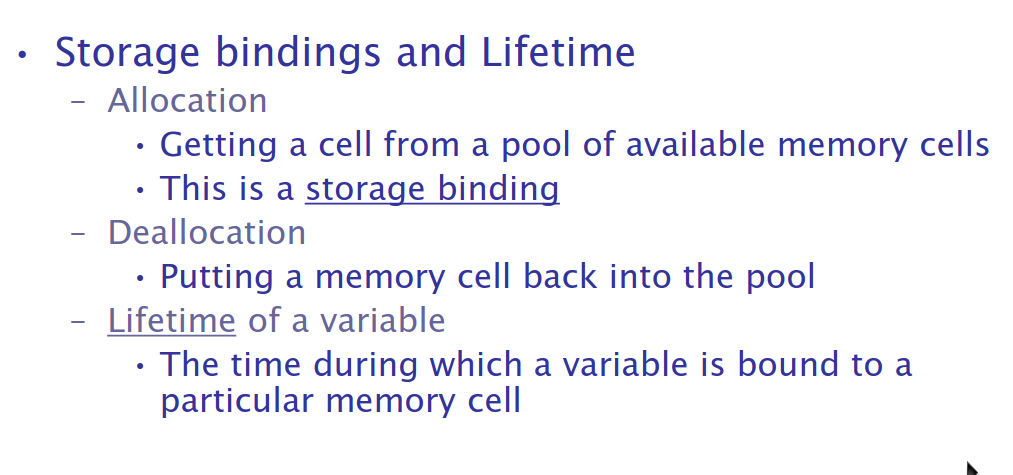 • Storage bindings and Lifetime
– Allocation
• Getting a cell from a pool of available memory cells
• This is a storage binding
– Deallocation
• Putting a memory cell back into the pool
– Lifetime of a variable
• The time during which a variable is bound to a
particular memory cell